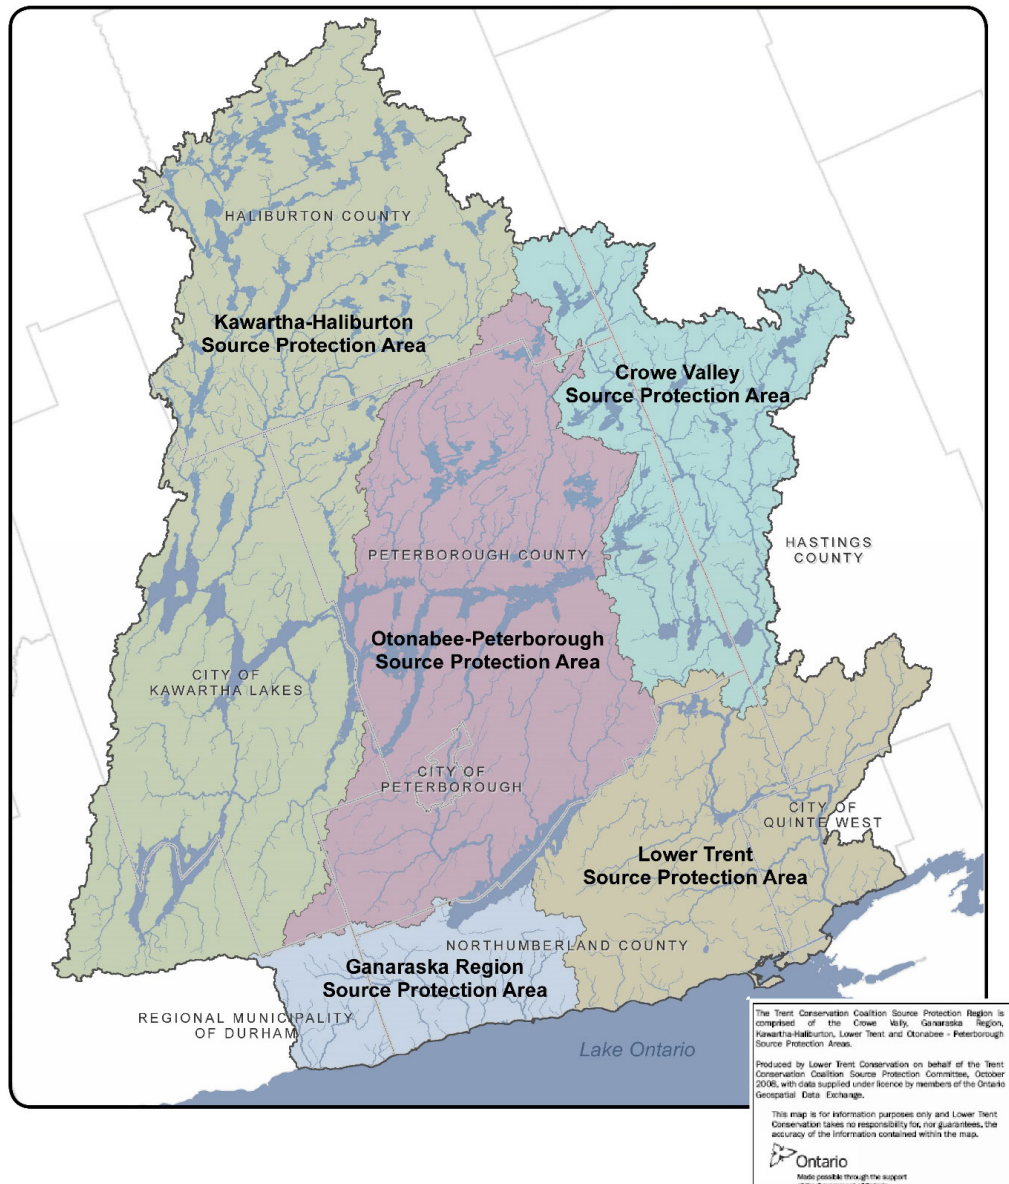 HALIBURTON COUNTY
Kawartha-Haliburton
Source Protection Area
Crowe Valley
Source Protection Area
HASTINGS
COUNTY
PETERBOROUGH COUNTY
Otonabee-Peterborough
Source Protection Area
CITY OF
KAWARTHA LAKES
CITY OF
PETERBOROUGH
CITY OF
QUINTE WEST
Lower Trent
Source Protection Area
NORTHUMBERLAND COUNTY
Ganaraska Region
Source Protection Area
REGIONAL MUNICIPALITY
OF DURHAM
Lake Ontario
The Trent Conservation Coalition Source Protection Region is
comprised of the Crowe Vally, Ganaraska Region,
Kawartha-Haliburton, Lower Trent and Otonabee - Peterborough
Source Protection Areas.
Produced by Lower Trent Conservation on behalf of the Trent
Conservation Coalition Source Protection Committee, October
2008, with data supplied under licence by members of the Ontario
Geospatial Data Exchange.
This map is for information purposes only and Lower Trent
Conservation takes no responsibility for, nor guarantees, the
accuracy of the information contained within the map.
Ontario
Made possible through the support